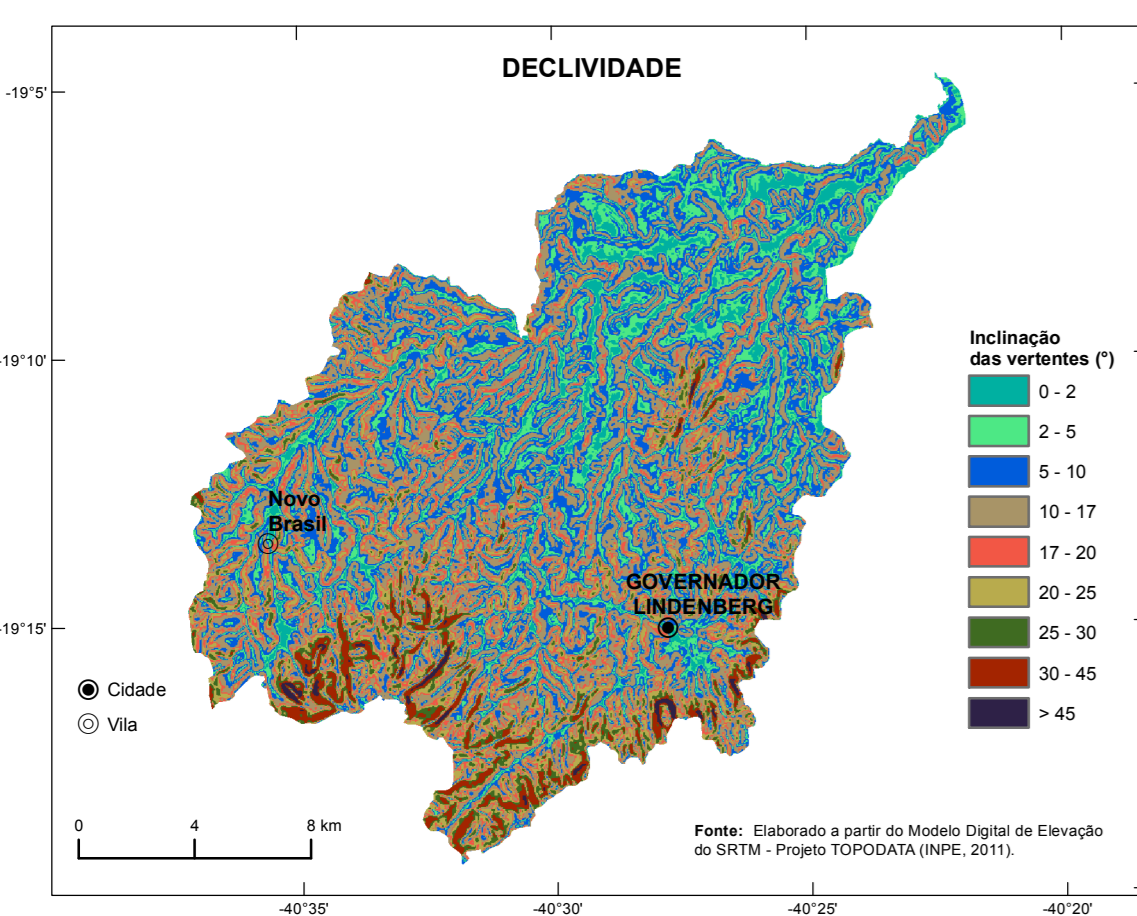 DECLIVIDADE
-19°5'
-19°10'
-19°15'
Novo
Brasil
GOVERNADOR
LINDENBERG
Inclinação
das vertentes (°)
0 - 2
2 - 5
5 - 10
10 - 17
17 - 20
20 - 25
25 - 30
30 - 45
> 45
Cidade
Vila
0 4 8 km
Fonte: Elaborado a partir do Modelo Digital de Elevação
do SRTM - Projeto TOPODATA (INPE, 2011).
-40°35' -40°30' -40°25' -40°20'